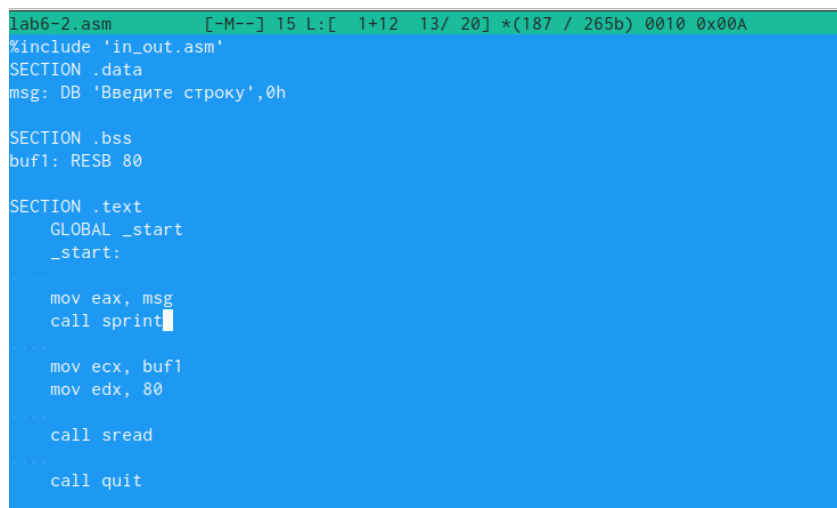 lab6-2.asm [-M--] 15 L:[ 1+12 13/ 20] *(187 / 265b) 0010 0x00A
%include 'in_out.asm'
SECTION .data
msg: DB 'Введите строку',0h
SECTION .bss
buf1: RESB 80
SECTION .text
GLOBAL _start
_start:
....
mov eax, msg
call sprint
....
mov ecx, buf1
mov edx, 80
....
call sread
....
call quit